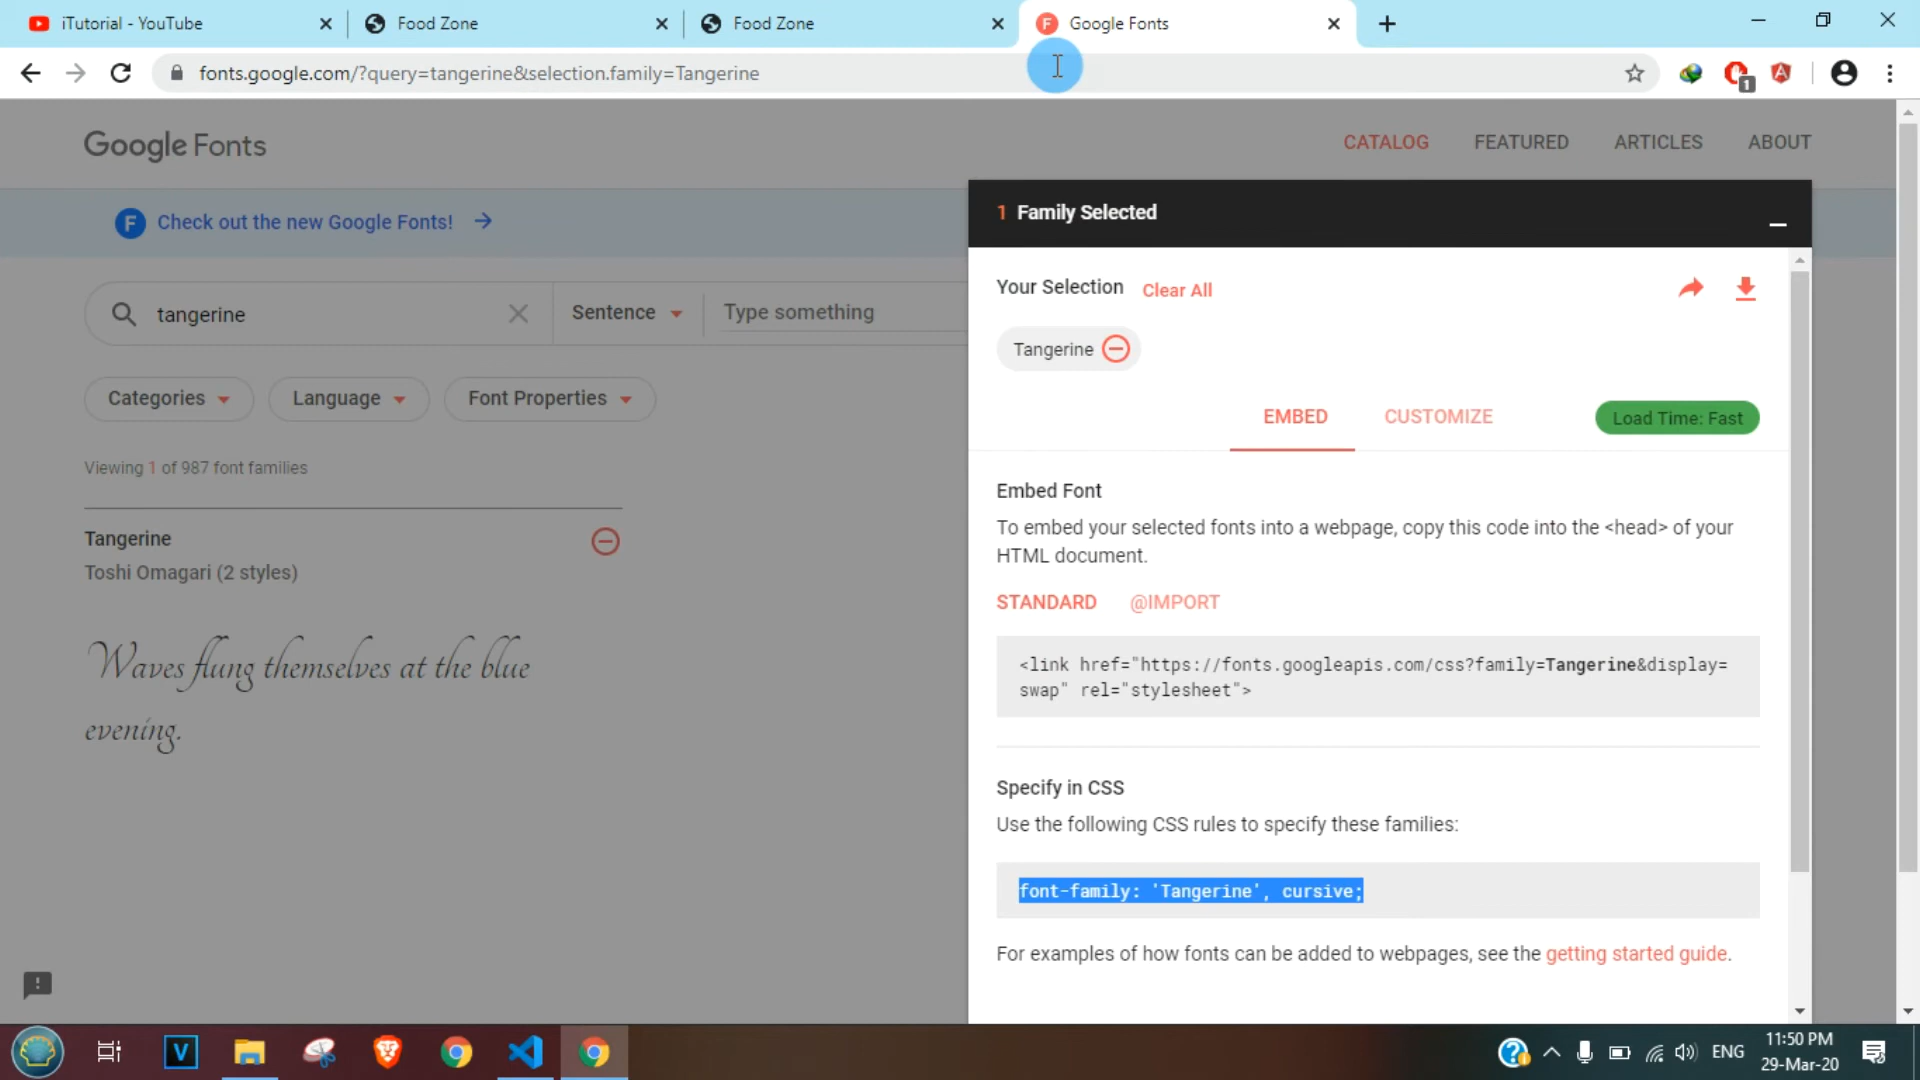 iTutorial - YouTube
Food Zone
Food Zone
Google Fonts
fonts.google.com/?query=tangerine&selection.family=Tangerine
1
Google Fonts
CATALOG
FEATURED
ARTICLES
ABOUT
F Check out the new Google Fonts!
tangerine
Sentence
Type something
Categories
Language
Font Properties
Viewing 1 of 987 font families
Tangerine
Toshi Omagari (2 styles)
Waves flung themselves at the blue
evening.
1 Family Selected
Your Selection
Clear All
Tangerine
EMBED
CUSTOMIZE
Load Time: Fast
Embed Font
To embed your selected fonts into a webpage, copy this code into the <head> of your
HTML document.
STANDARD
@IMPORT
<link href="https://fonts.googleapis.com/css?family=Tangerine&display=
swap" rel="stylesheet">
Specify in CSS
Use the following CSS rules to specify these families:
font-family: 'Tangerine', cursive;
For examples of how fonts can be added to webpages, see the getting started guide.
V
ENG
11:50 PM
29-Mar-20